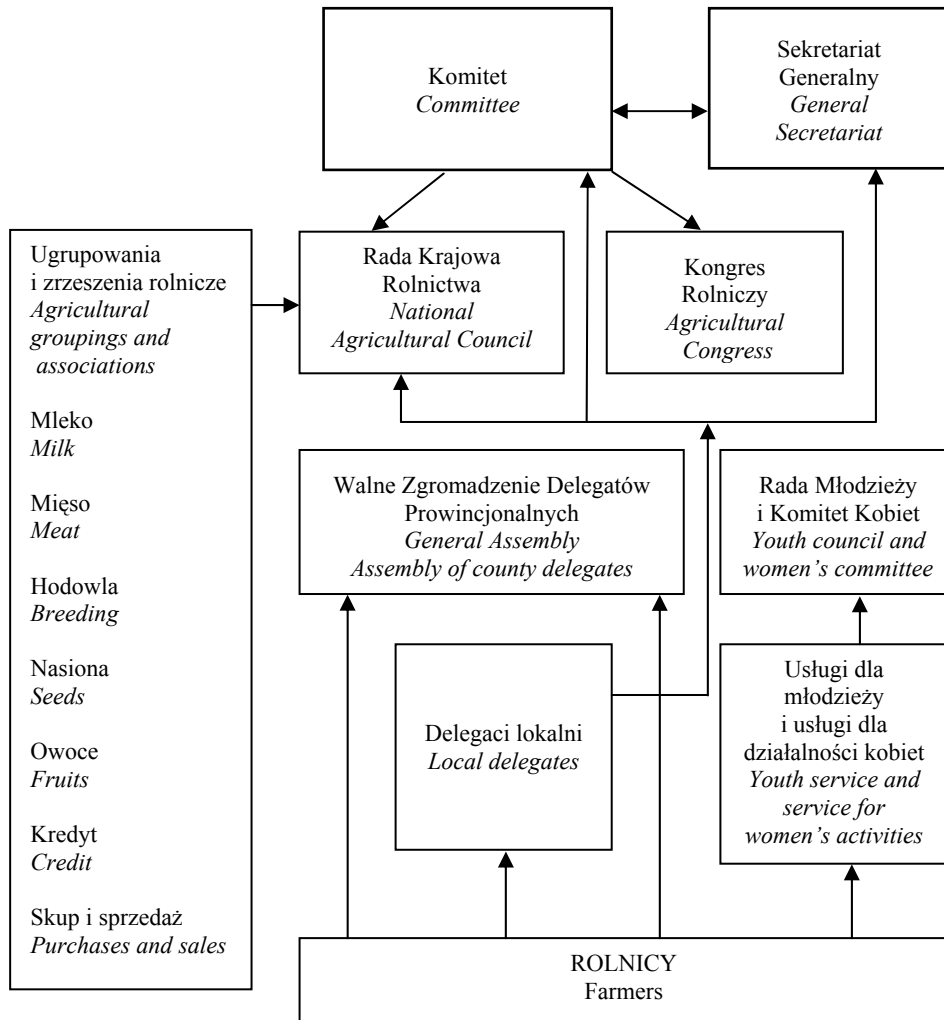 Komitet
Committee
Sekretariat
Generalny
General
Secretariat
Ugrupowania
i zrzeszenia rolnicze
Agricultural
groupings and
associations
Mleko
Milk
Mięso
Meat
Hodowla
Breeding
Nasiona
Seeds
Owoce
Fruits
Kredyt
Credit
Skup i sprzedaż
Purchases and sales
Rada Krajowa
Rolnictwa
National
Agricultural Council
Kongres
Rolniczy
Agricultural
Congress
Walne Zgromadzenie Delegatów
Prowincjonalnych
General Assembly
Assembly of county delegates
Rada Młodzieży
i Komitet Kobiet
Youth council and
women's committee
Delegaci lokalni
Local delegates
Usługi dla
młodzieży
i usługi dla
działalności kobiet
Youth service and
service for
women's activities
ROLNICY
Farmers